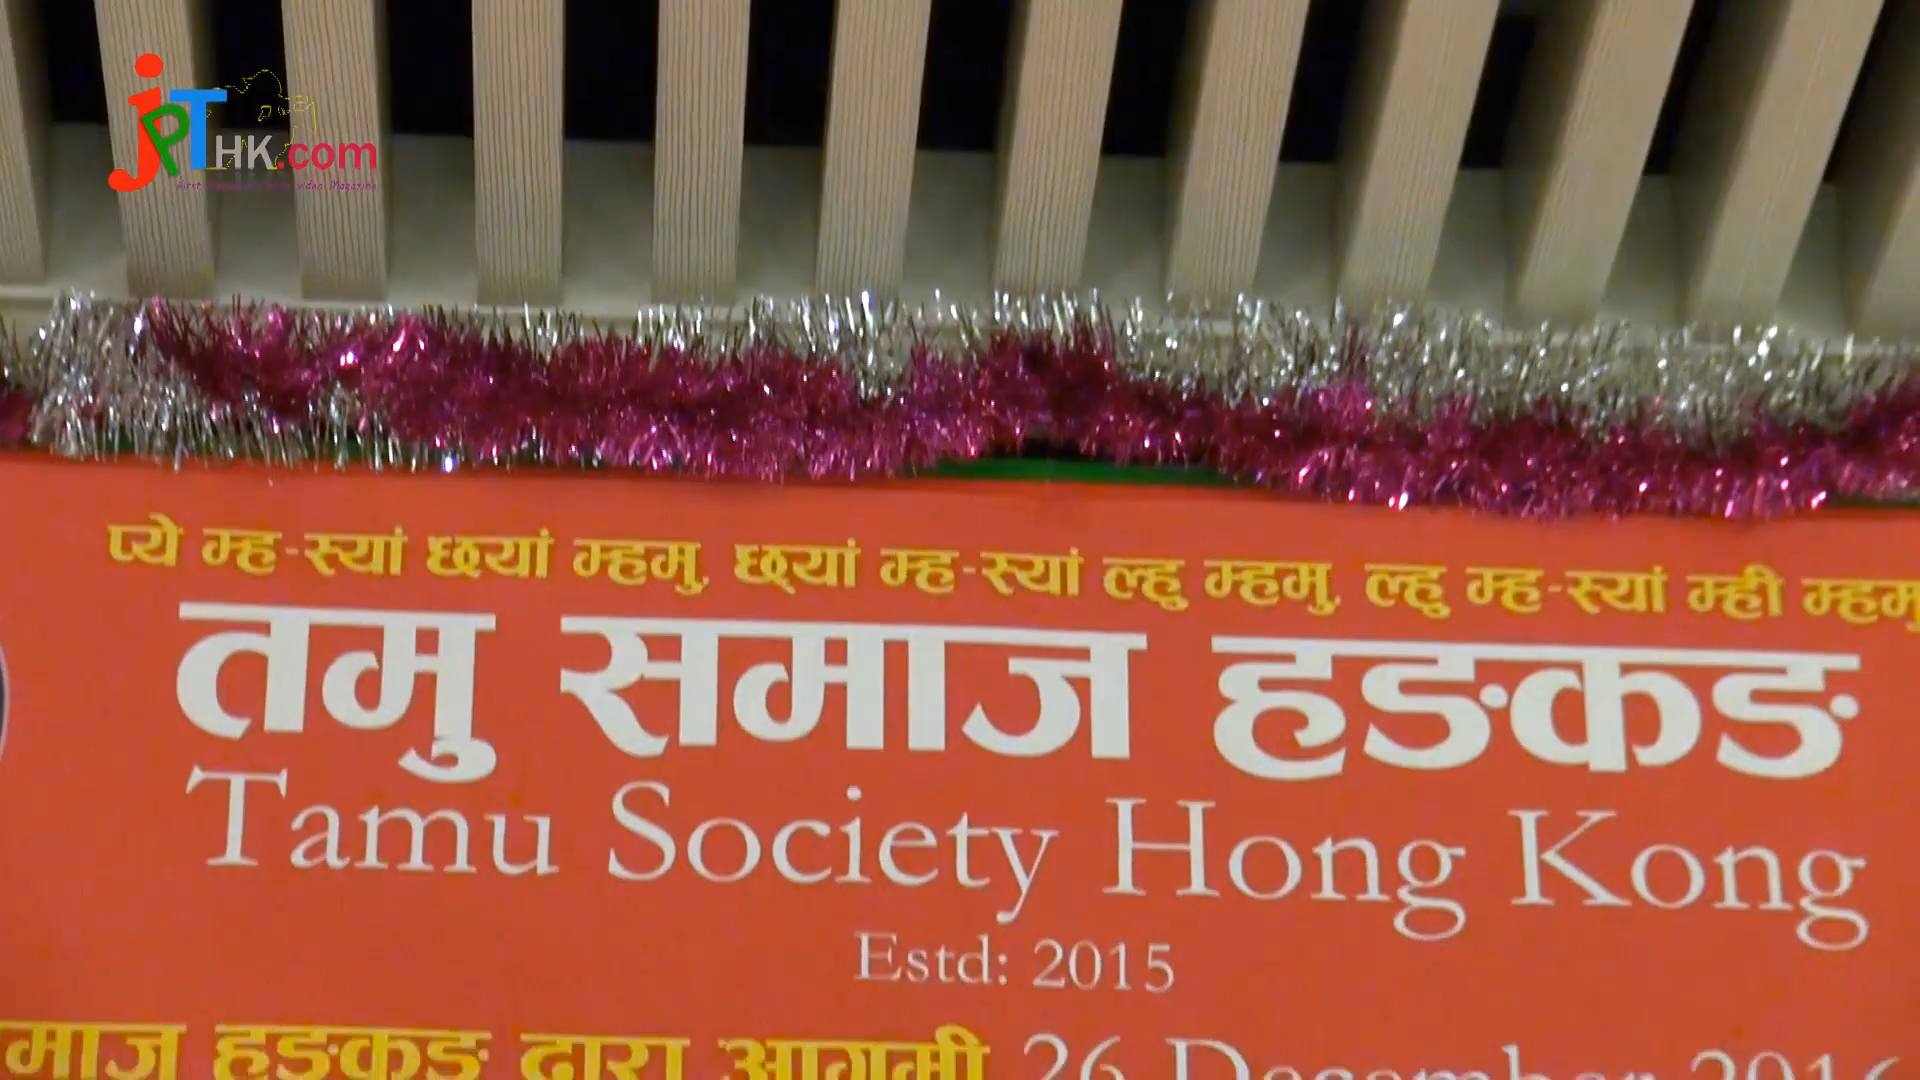 jPTHK.com
प्ये म्ह-स्यां छ्यां म्हमु, छ्यां म्ह-स्यां ल्हु म्हमु, ल्हु म्ह-स्यां म्ही म्हमु
तमु समाज हङकङ
Tamu Society Hong Kong
Estd: 2015
माज हङकङ द्वारा आगामी 26 December 2016